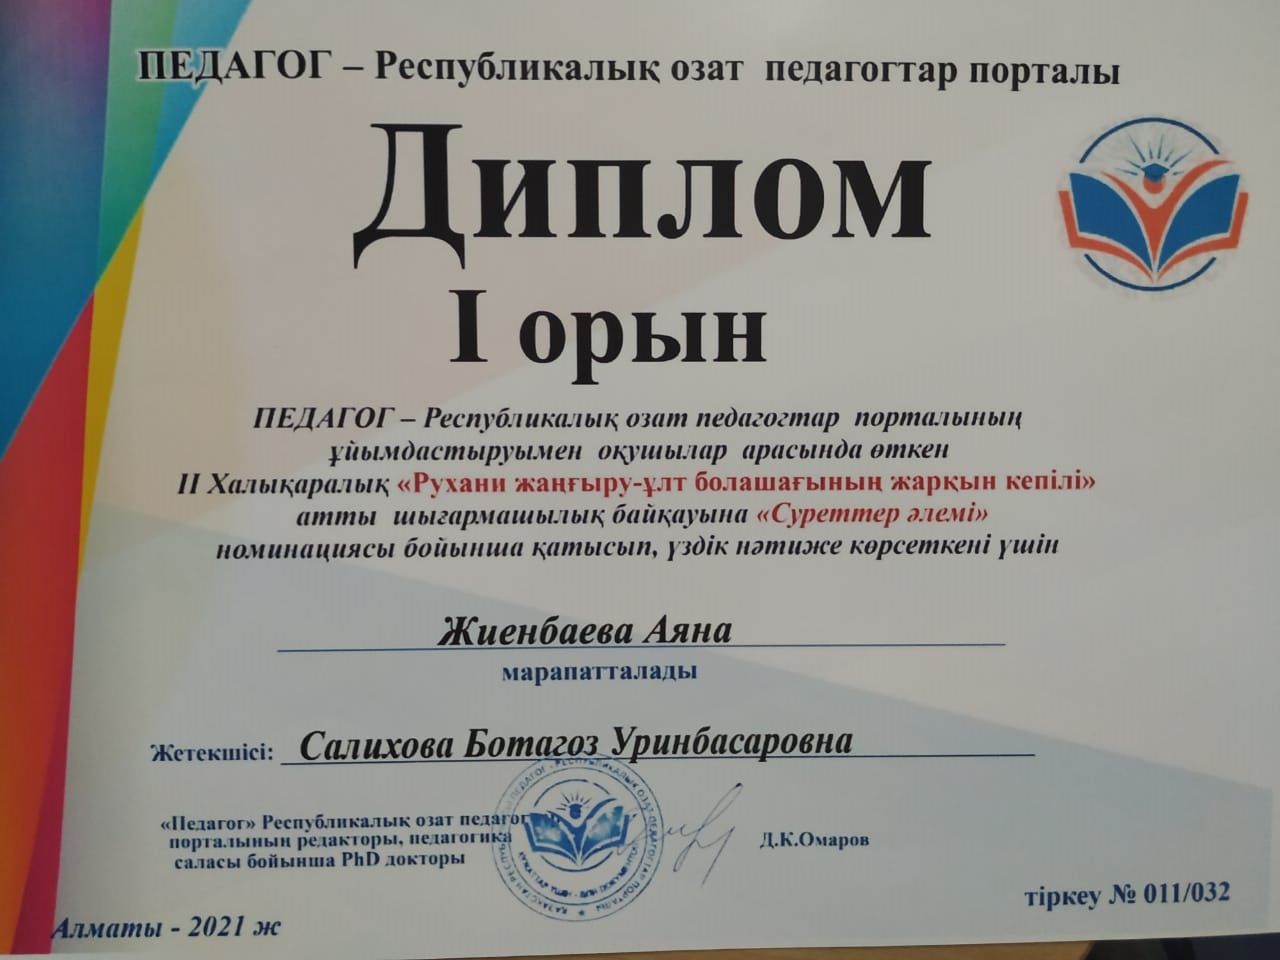 ПЕДАГОГ – Республикалық озат педагогтар порталы
Диплом
I орын
ПЕДАГОГ – Республикалық озат педагогтар порталының
ұйымдастыруымен оқушылар арасында өткен
II Халықаралық «Рухани жаңғыру-ұлт болашағының жарқын кепілі»
атты шығармашылық байқауына «Суреттер әлемі»
номинациясы бойынша қатысып, үздік нәтиже көрсеткені үшін
Жиенбаева Аяна
марапатталады
Жетекшісі: Салихова Ботагоз Уринбасаровна
«Педагог» Республикалық озат педагогтар
порталының редакторы, педагогика
саласы бойынша PhD докторы
Д.К.Омаров
тіркеу № 011/032
Алматы - 2021 ж